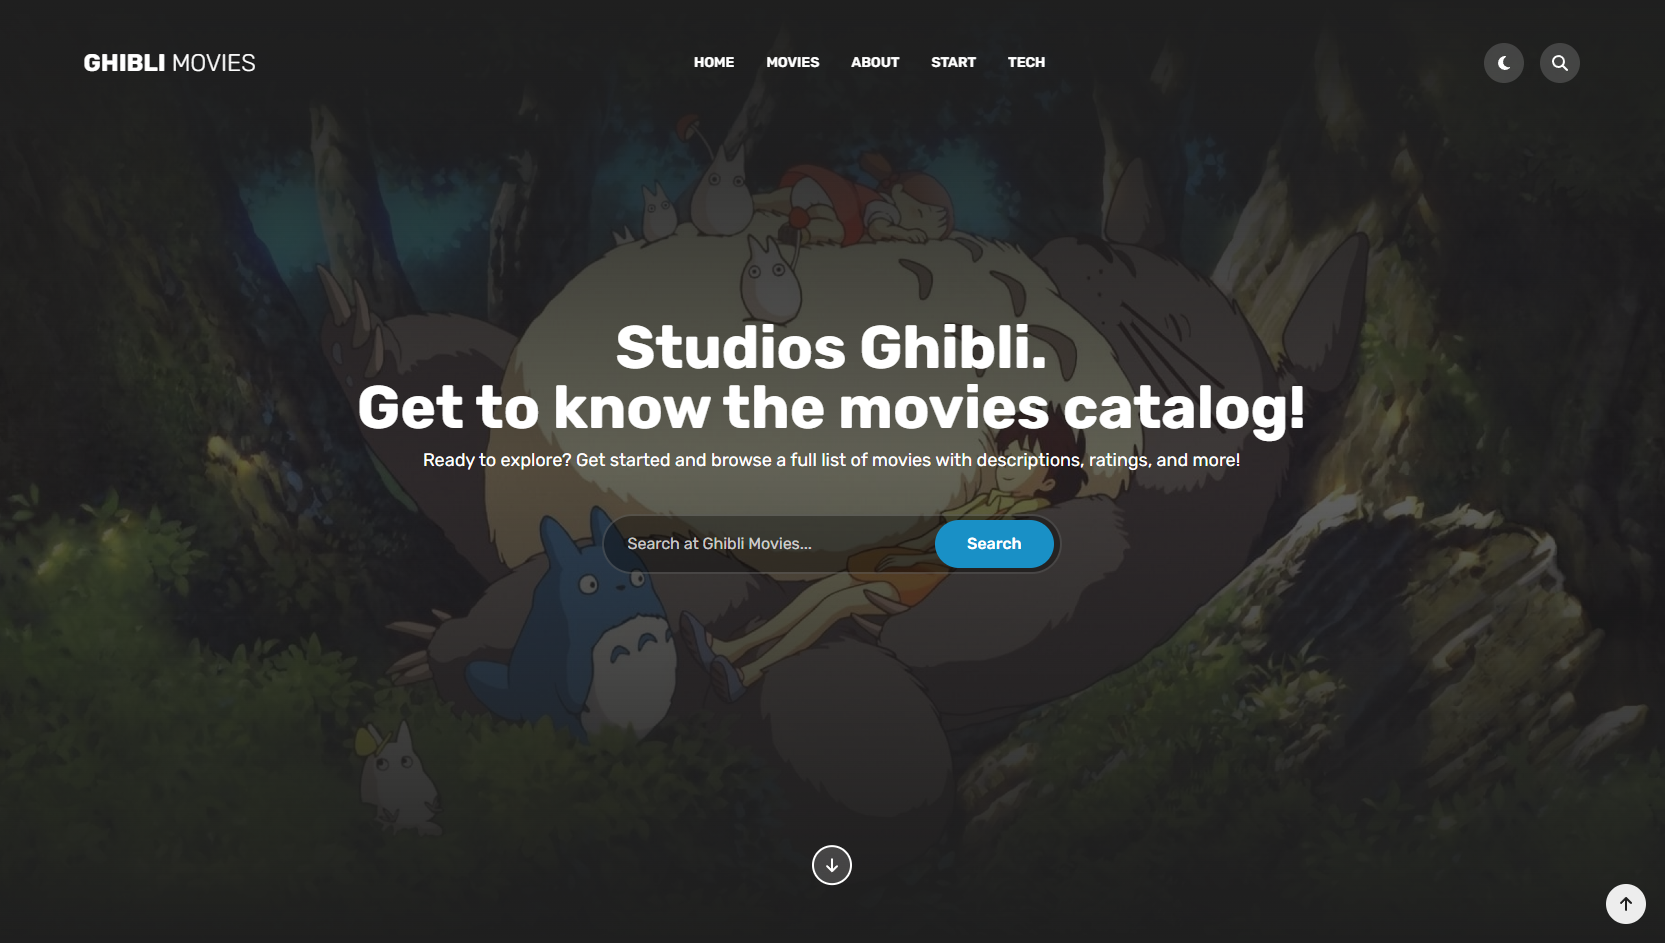 GHIBLI MOVIES
HOME MOVIES ABOUT START TECH
Studios Ghibli.
Get to know the movies catalog!
Ready to explore? Get started and browse a full list of movies with descriptions, ratings, and more!
Search at Ghibli Movies... Search